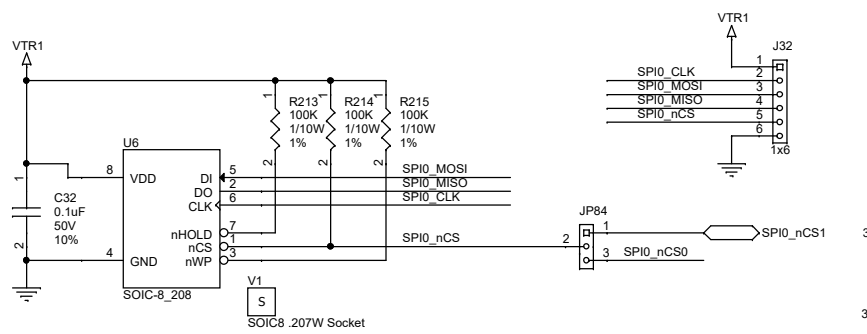 VTR1
VTR1
J32
1
SPI0_CLK 2
SPI0_MOSI 3
SPI0_MISO 4
SPI0_nCS 5
6
1x6
1 1 1
R213 R214 R215
100K 100K 100K
1/10W 1/10W 1/10W
1% 1% 1%
2 2 2
U6
8 VDD
DI 5 SPI0_MOSI
DO 2 SPI0_MISO
CLK 6 SPI0_CLK
nHOLD 7
nCS 1 SPI0_nCS
nWP 3
4 GND
SOIC-8_208
1
C32
0.1uF
50V
10%
2
JP84
1 SPI0_nCS1
2
3 SPI0_nCS0
V1
S
SOIC8 .207W Socket
3
3